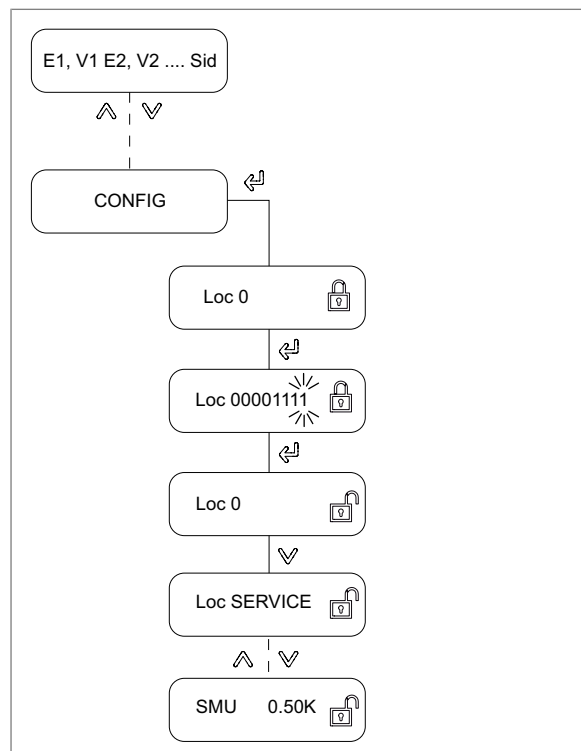 E1, V1 E2, V2 .... Sid
CONFIG
Loc 0
Loc 00001111
Loc 0
Loc SERVICE
SMU 0.50K